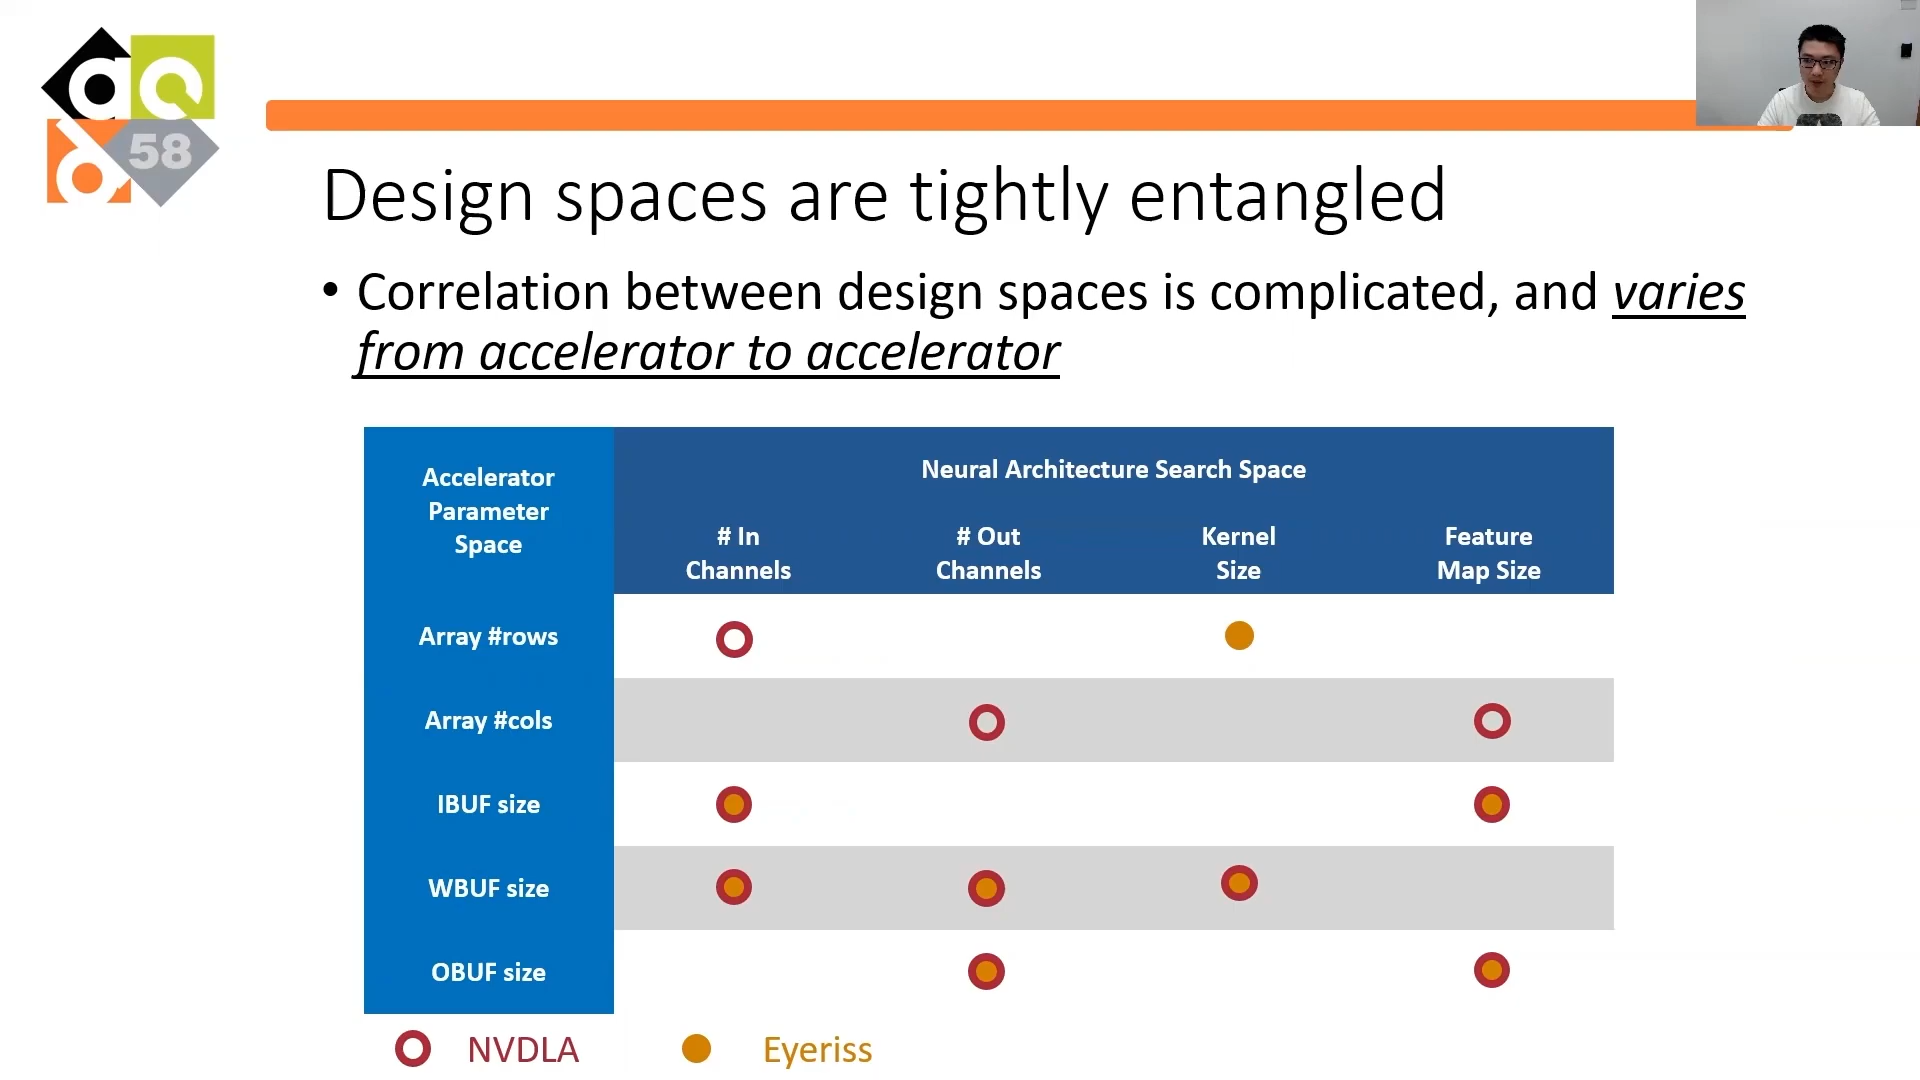 58
Design spaces are tightly entangled
• Correlation between design spaces is complicated, and varies
from accelerator to accelerator
Accelerator
Parameter
Space
Neural Architecture Search Space
# In
Channels
# Out
Channels
Kernel
Size
Feature
Map Size
Array #rows
Array #cols
IBUF size
WBUF size
OBUF size
NVDLA
Eyeriss